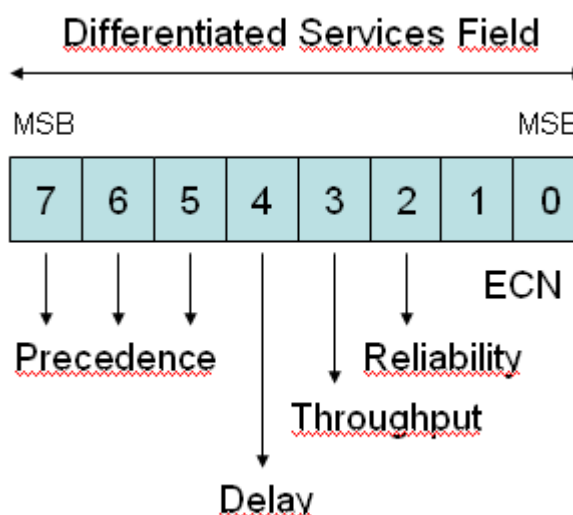 Differentiated Services Field
MSB MSB
7 6 5 4 3 2 1 0
ECN
Precedence Reliability
Throughput
Delay